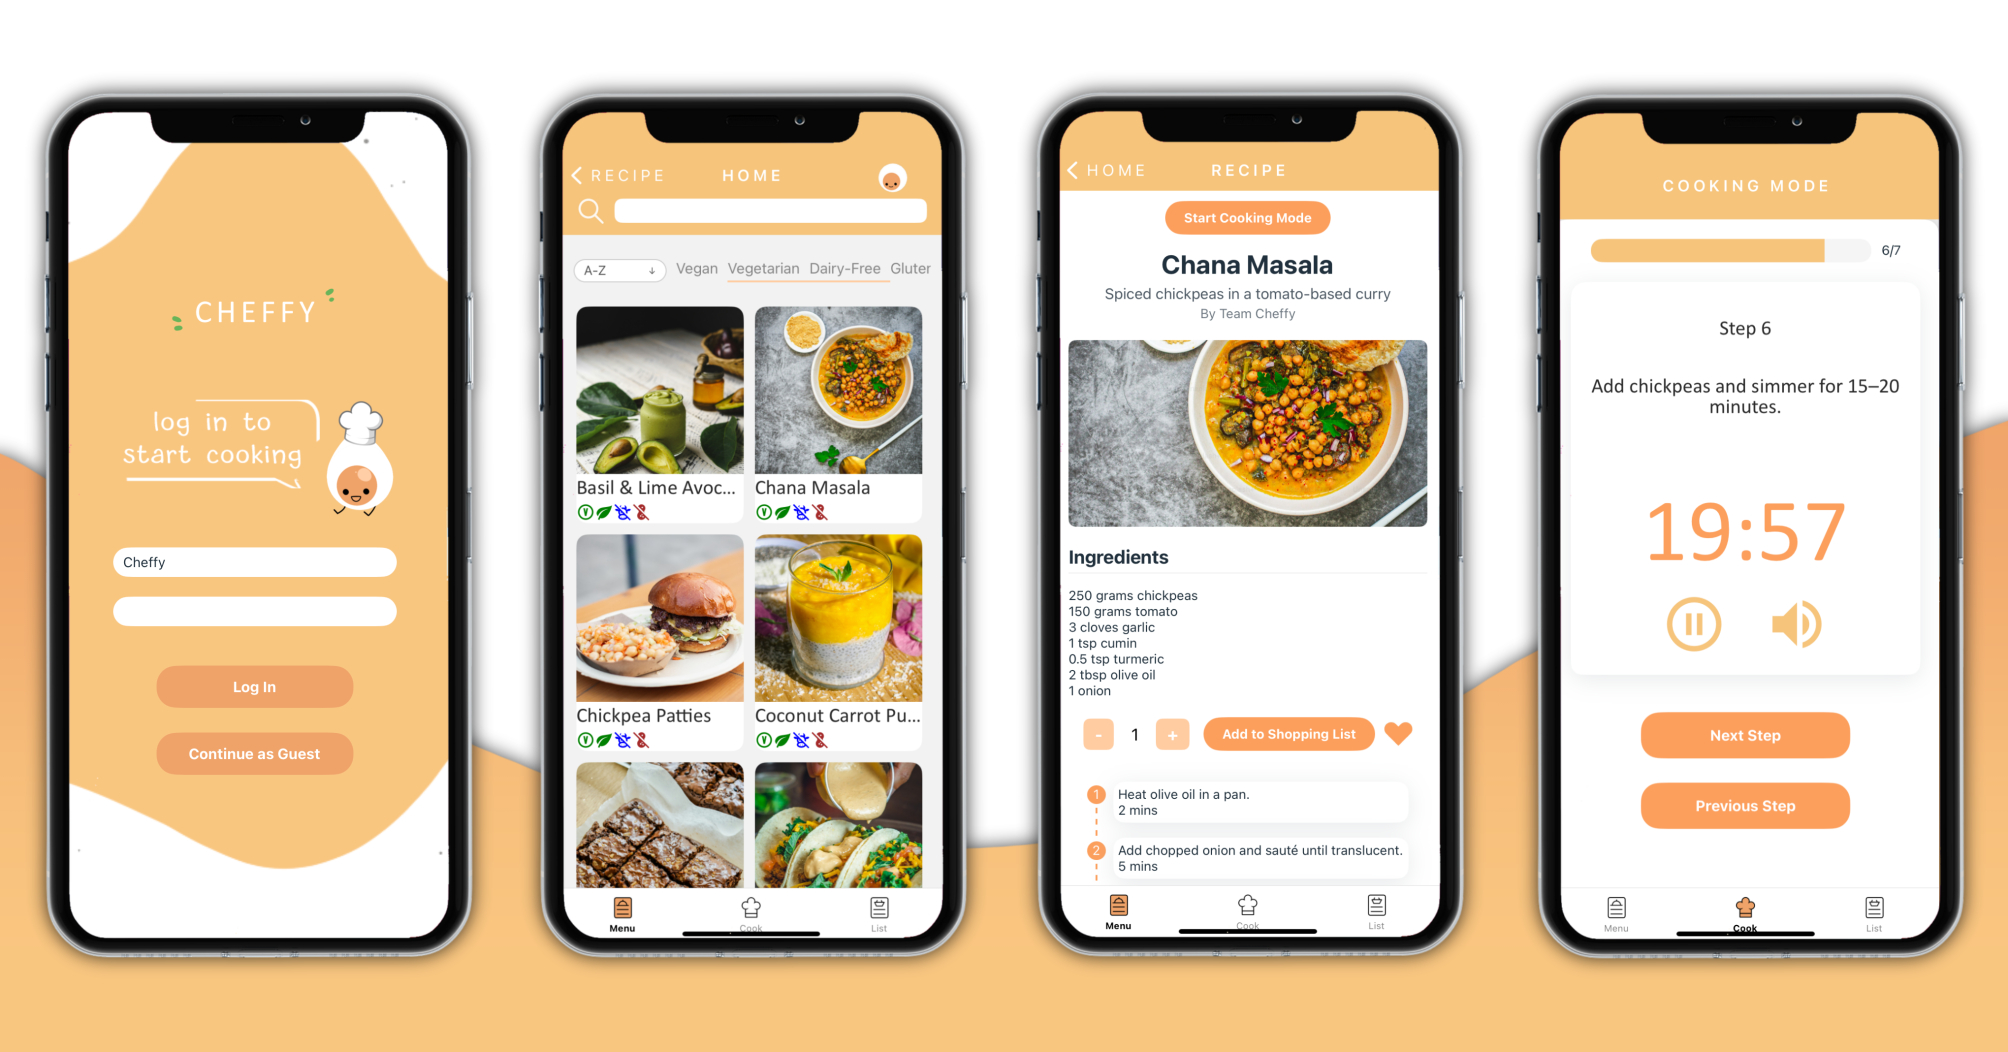 CHEFFY
log in to
start cooking
Cheffy
Log In
Continue as Guest
RECIPE
HOME
A-Z ↓
Vegan Vegetarian Dairy-Free Gluter
Basil & Lime Avoc...
Chana Masala
Chickpea Patties
Coconut Carrot Pu...
Menu
Cook
List
HOME
RECIPE
Start Cooking Mode
Chana Masala
Spiced chickpeas in a tomato-based curry
By Team Cheffy
Ingredients
250 grams chickpeas
150 grams tomato
3 cloves garlic
1 tsp cumin
0.5 tsp turmeric
2 tbsp olive oil
1 onion
- 1 +
Add to Shopping List
1
Heat olive oil in a pan.
2 mins
2
Add chopped onion and sauté until translucent.
5 mins
Menu
Cook
List
COOKING MODE
6/7
Step 6
Add chickpeas and simmer for 15–20
minutes.
19:57
Next Step
Previous Step
Menu
Cook
List